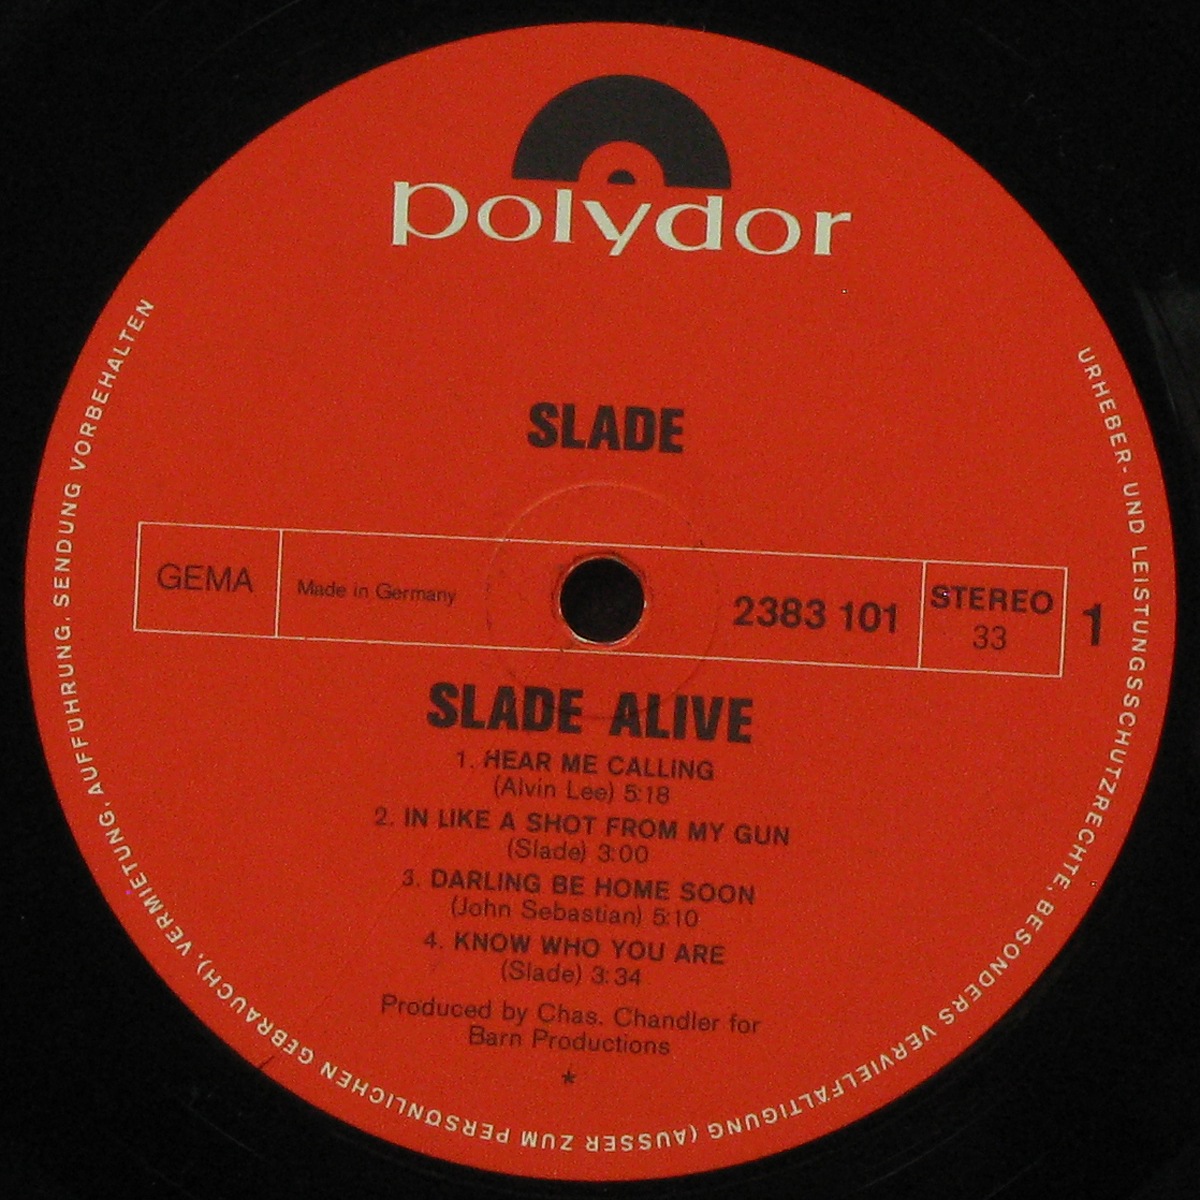 polydor
SLADE
GEMA
Made in Germany
2383 101
STEREO
33
1
SLADE ALIVE
1. HEAR ME CALLING
(Alvin Lee) 5:18
2. IN LIKE A SHOT FROM MY GUN
(Slade) 3:00
3. DARLING BE HOME SOON
(John Sebastian) 5:10
4. KNOW WHO YOU ARE
(Slade) 3:34
Produced by Chas. Chandler for
Barn Productions
*
URHEBER- UND LEISTUNGSSCHUTZRECHTE, BESONDERS VERVIELFÄLTIGUNG (AUSSER ZUM PERSÖNLICHEN GEBRAUCH), VERMIETUNG, AUFFÜHRUNG, SENDUNG VORBEHALTEN